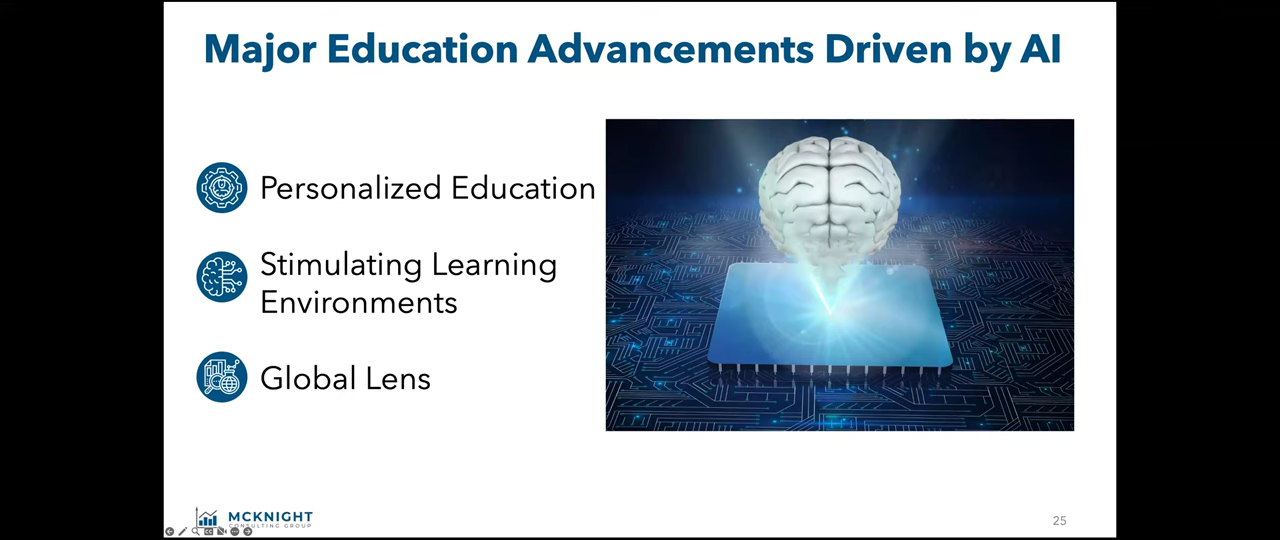 Major Education Advancements Driven by AI
Personalized Education
Stimulating Learning
Environments
Global Lens
MCKNIGHT
CONSULTING GROUP
25